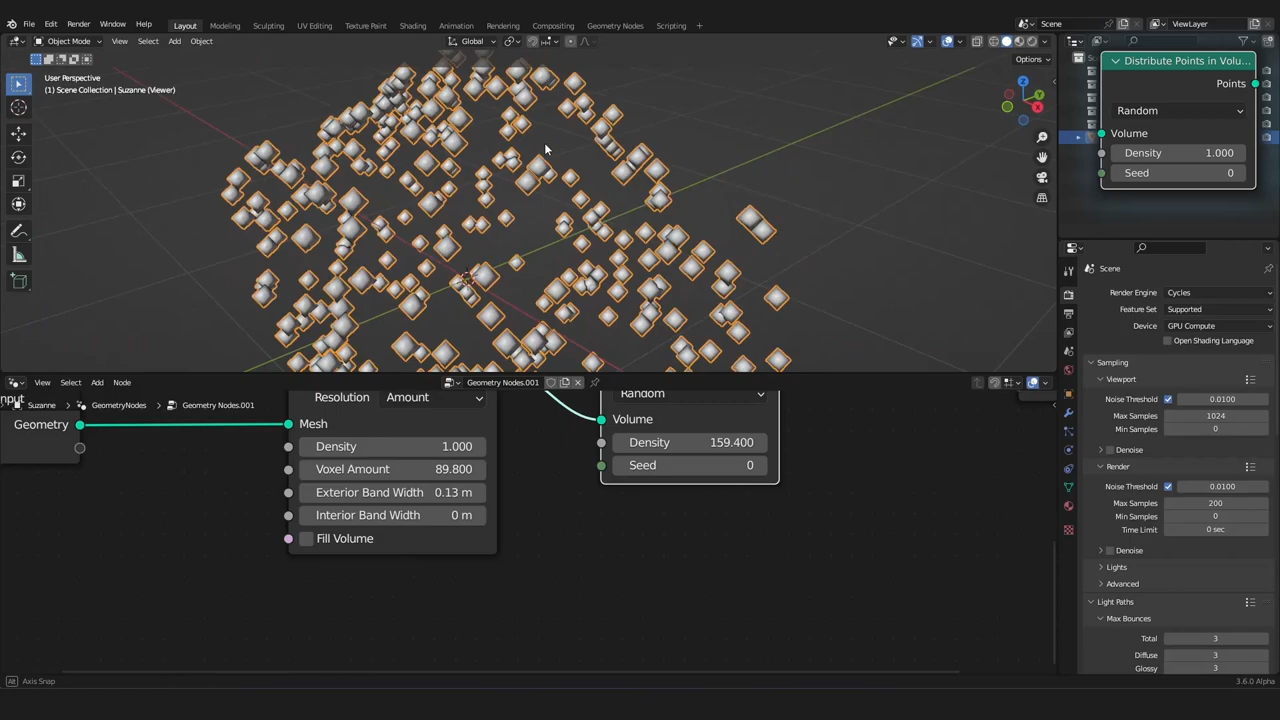 File Edit Render Window Help Layout Modeling Sculpting UV Editing Texture Paint Shading Animation Rendering Compositing Geometry Nodes Scripting + Scene ViewLayer
Object Mode View Select Add Object Global
Options
User Perspective
(1) Scene Collection | Suzanne (Viewer)
Z
Y
X
Distribute Points in Volu...
Points
Random
Volume
Density 1.000
Seed 0
Scene
Render Engine Cycles
Feature Set Supported
Device GPU Compute
Open Shading Language
Sampling
Viewport
Noise Threshold 0.0100
Max Samples 1024
Min Samples 0
Denoise
Render
Noise Threshold 0.0100
Max Samples 200
Min Samples 0
Time Limit 0 sec
Denoise
Lights
Advanced
Light Paths
Max Bounces
Total 3
Diffuse 3
Glossy 3
View Select Add Node Geometry Nodes.001
Suzanne GeometryNodes Geometry Nodes.001
Geometry
Resolution Amount
Mesh
Density 1.000
Voxel Amount 89.800
Exterior Band Width 0.13 m
Interior Band Width 0 m
Fill Volume
Random
Volume
Density 159.400
Seed 0
Alt Axis Snap
3.6.0 Alpha